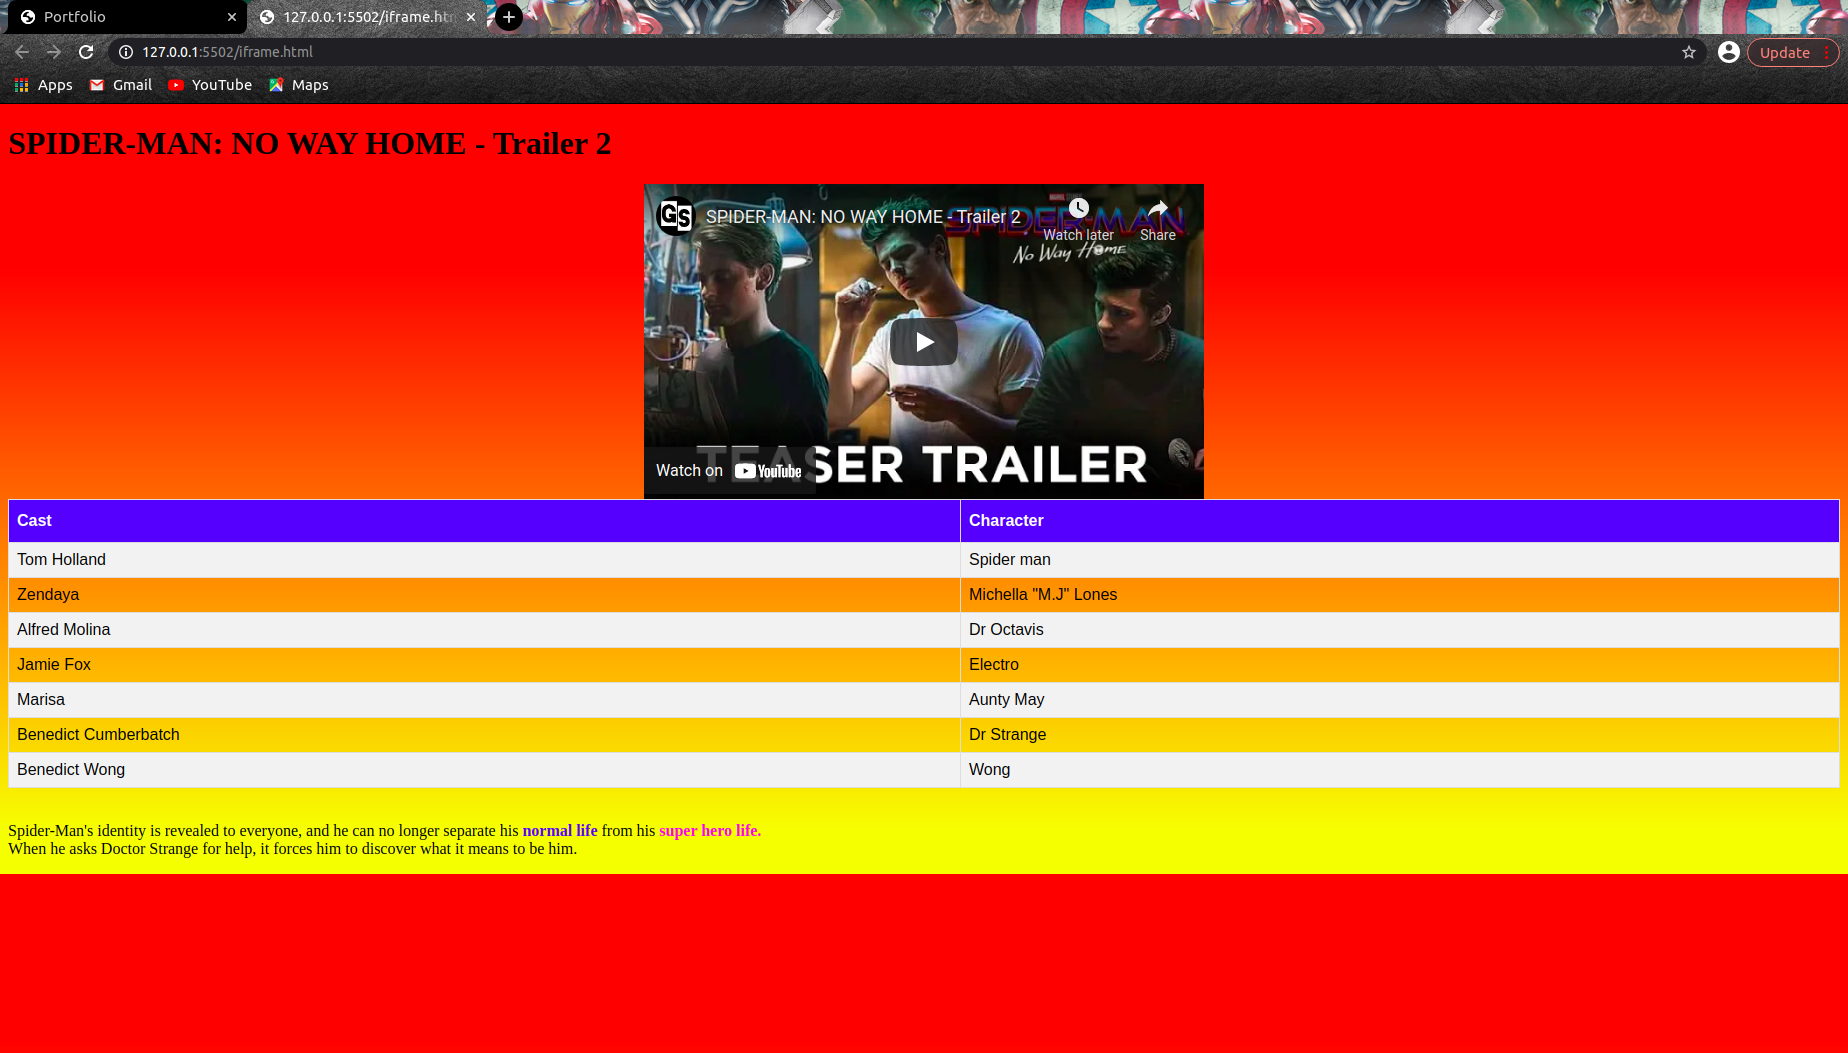 Portfolio
127.0.0.1:5502/iframe.htm
127.0.0.1:5502/iframe.html
Update
Apps
Gmail
YouTube
Maps
SPIDER-MAN: NO WAY HOME - Trailer 2
GS
SPIDER-MAN: NO WAY HOME - Trailer 2
Watch later
Share
SPIDER-MAN
No Way Home
TEASER TRAILER
Watch on YouTube
Cast Character
Tom Holland Spider man
Zendaya Michella "M.J" Lones
Alfred Molina Dr Octavis
Jamie Fox Electro
Marisa Aunty May
Benedict Cumberbatch Dr Strange
Benedict Wong Wong
Spider-Man's identity is revealed to everyone, and he can no longer separate his normal life from his super hero life.
When he asks Doctor Strange for help, it forces him to discover what it means to be him.